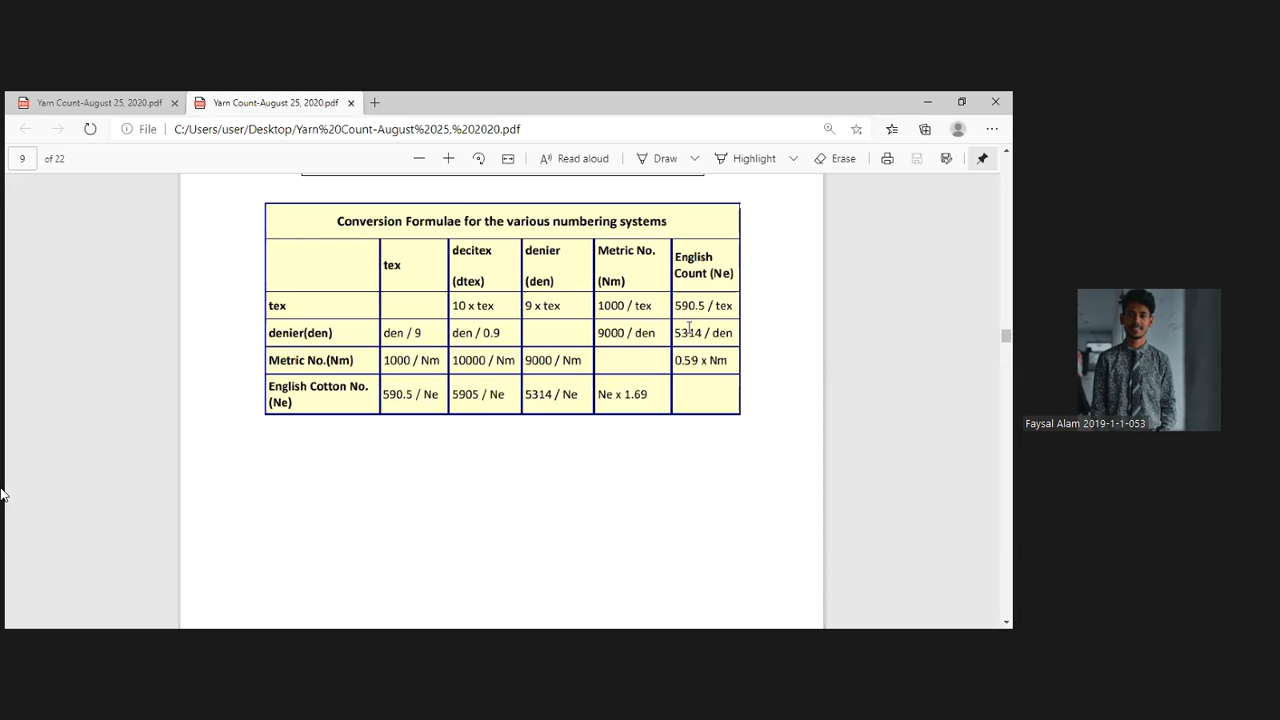 Yarn Count-August 25, 2020.pdf
Yarn Count-August 25, 2020.pdf
File C:/Users/user/Desktop/Yarn%20Count-August%2025,%202020.pdf
9 of 22 Read aloud Draw Highlight Erase
Conversion Formulae for the various numbering systems
tex decitex (dtex) denier (den) Metric No. (Nm) English Count (Ne)
tex 10 x tex 9 x tex 1000 / tex 590.5 / tex
denier(den) den / 9 den / 0.9 9000 / den 5314 / den
Metric No.(Nm) 1000 / Nm 10000 / Nm 9000 / Nm 0.59 x Nm
English Cotton No. (Ne) 590.5 / Ne 5905 / Ne 5314 / Ne Ne x 1.69
Faysal Alam 2019-1-1-053